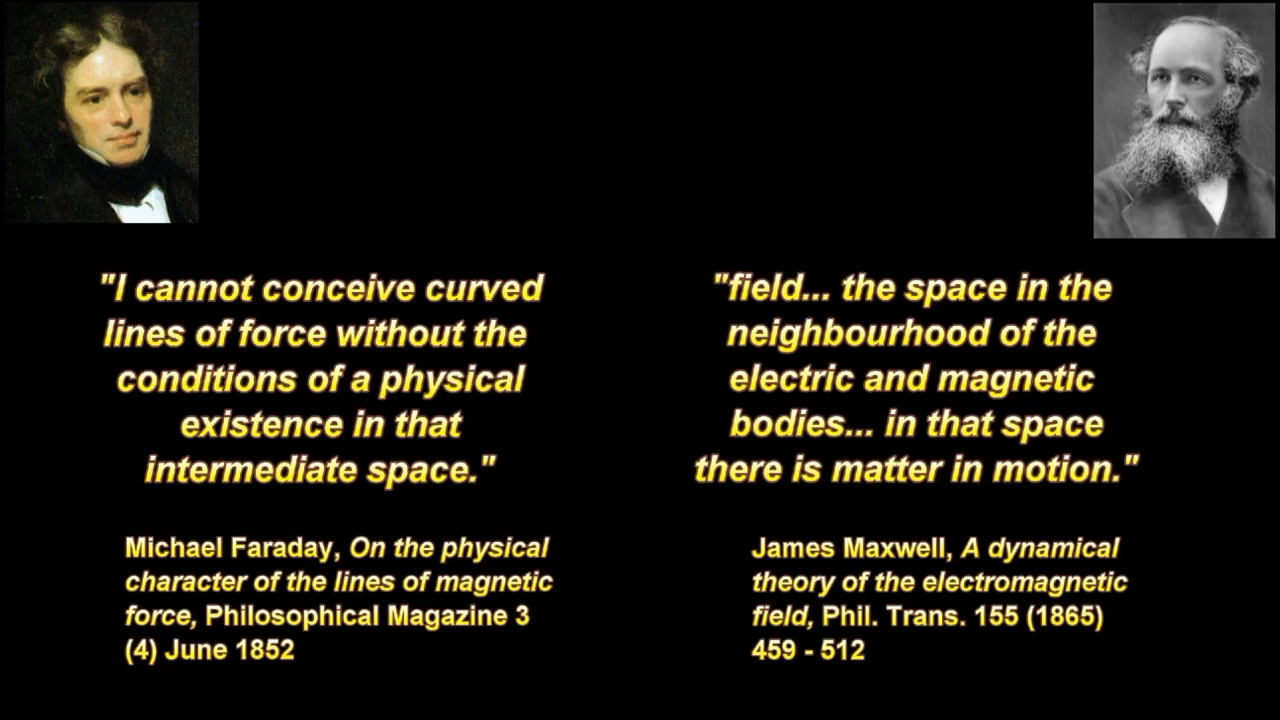 "I cannot conceive curved
lines of force without the
conditions of a physical
existence in that
intermediate space."
Michael Faraday, On the physical
character of the lines of magnetic
force, Philosophical Magazine 3
(4) June 1852
"field... the space in the
neighbourhood of the
electric and magnetic
bodies... in that space
there is matter in motion."
James Maxwell, A dynamical
theory of the electromagnetic
field, Phil. Trans. 155 (1865)
459 - 512